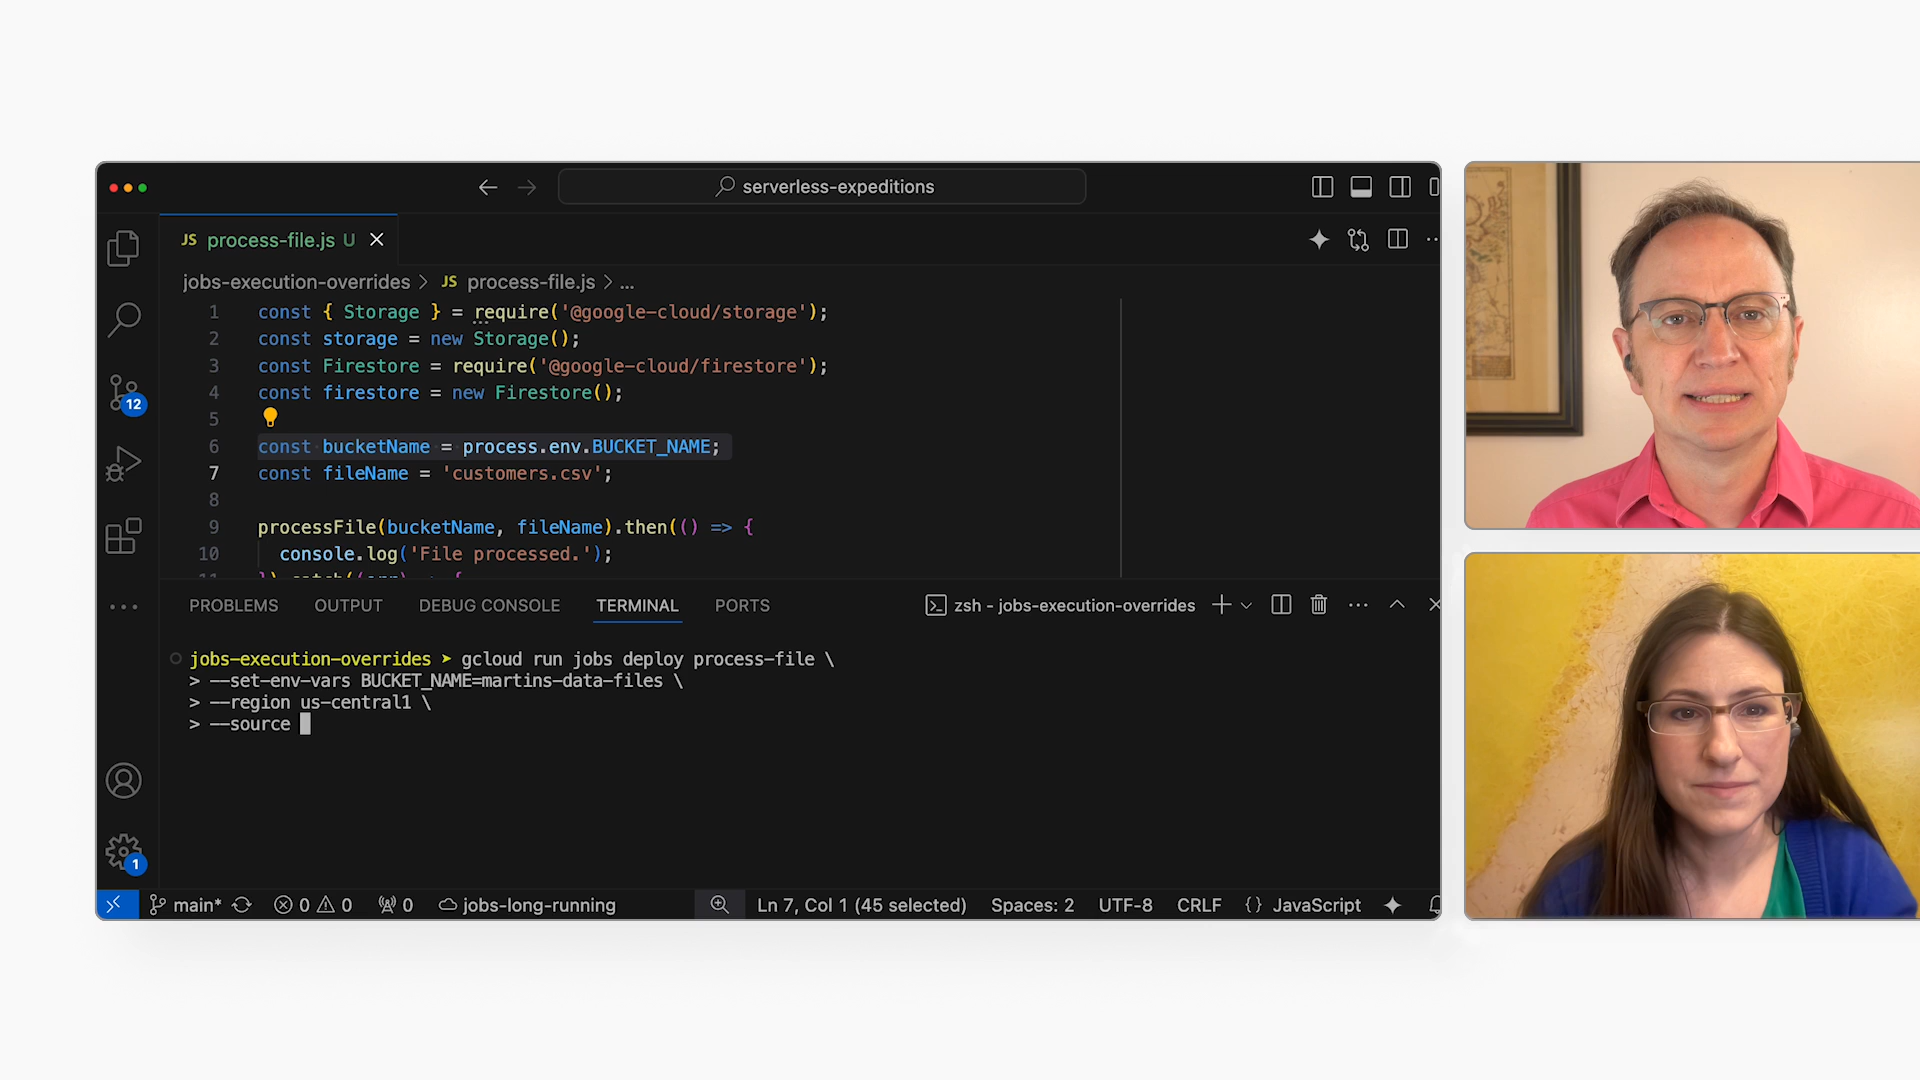 serverless-expeditions
JS process-file.js U
jobs-execution-overrides > JS process-file.js > ...
1 const { Storage } = require('@google-cloud/storage');
2 const storage = new Storage();
3 const Firestore = require('@google-cloud/firestore');
4 const firestore = new Firestore();
5
6 const bucketName = process.env.BUCKET_NAME;
7 const fileName = 'customers.csv';
8
9 processFile(bucketName, fileName).then(() => {
10 console.log('File processed.');
12
PROBLEMS OUTPUT DEBUG CONSOLE TERMINAL PORTS zsh - jobs-execution-overrides
jobs-execution-overrides ➤ gcloud run jobs deploy process-file \
> --set-env-vars BUCKET_NAME=martins-data-files \
> --region us-central1 \
> --source
1
main* 0 0 0 jobs-long-running Ln 7, Col 1 (45 selected) Spaces: 2 UTF-8 CRLF {} JavaScript